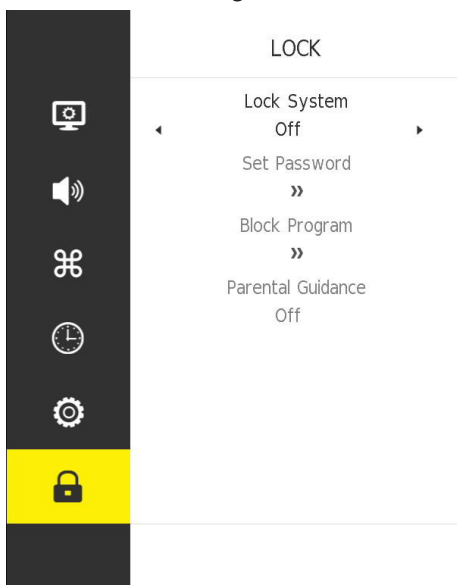 LOCK
Lock System
Off
Set Password
»
Block Program
»
Parental Guidance
Off